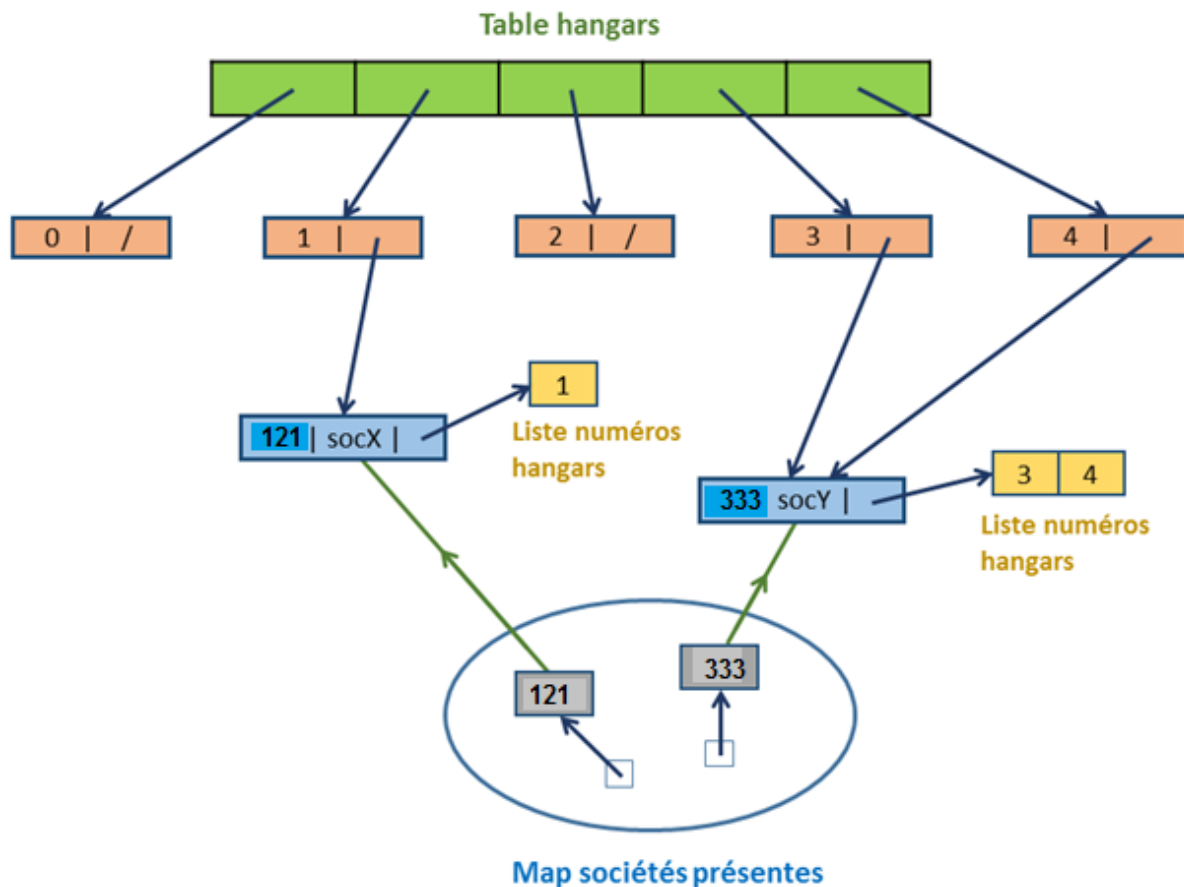 Table hangars
0 | /
1 |
2 | /
3 |
4 |
1
121 | socX |
Liste numéros
hangars
3 4
333 socY |
Liste numéros
hangars
333
121
Map sociétés présentes